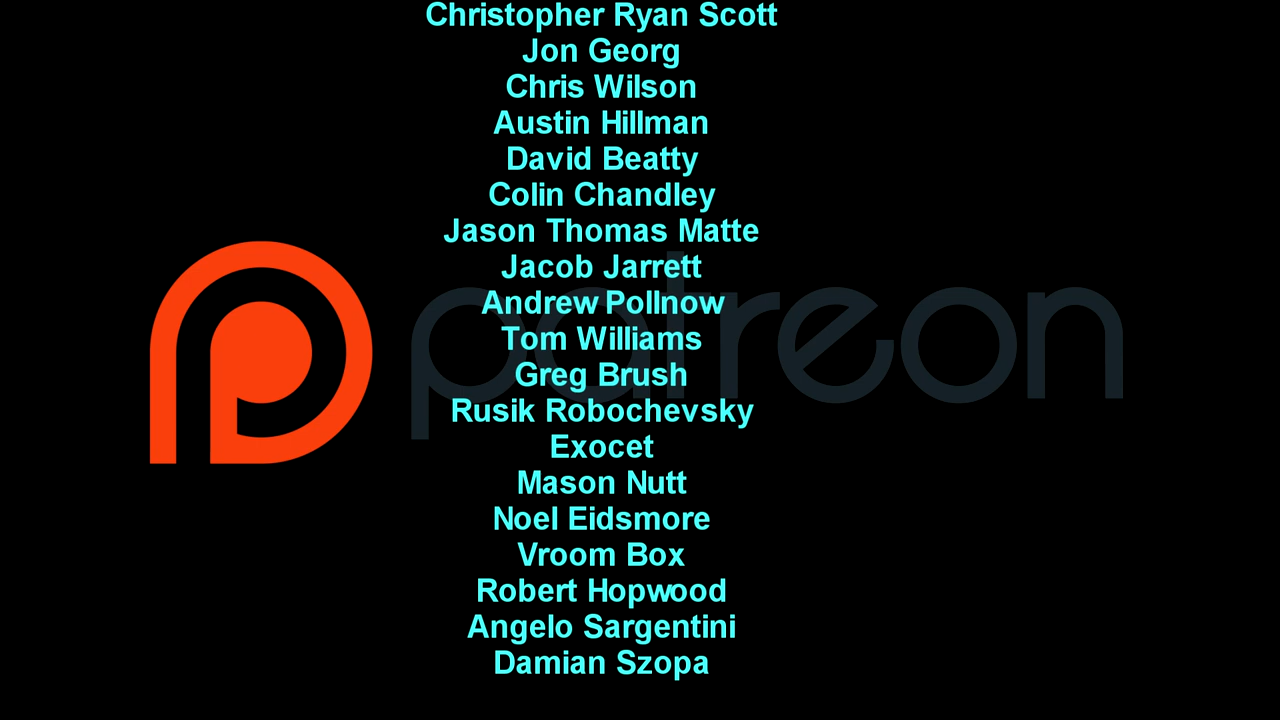 Christopher Ryan Scott
Jon Georg
Chris Wilson
Austin Hillman
David Beatty
Colin Chandley
Jason Thomas Matte
Jacob Jarrett
Andrew Pollnow
Tom Williams
Greg Brush
Rusik Robochevsky
Exocet
Mason Nutt
Noel Eidsmore
Vroom Box
Robert Hopwood
Angelo Sargentini
Damian Szopa
patreon